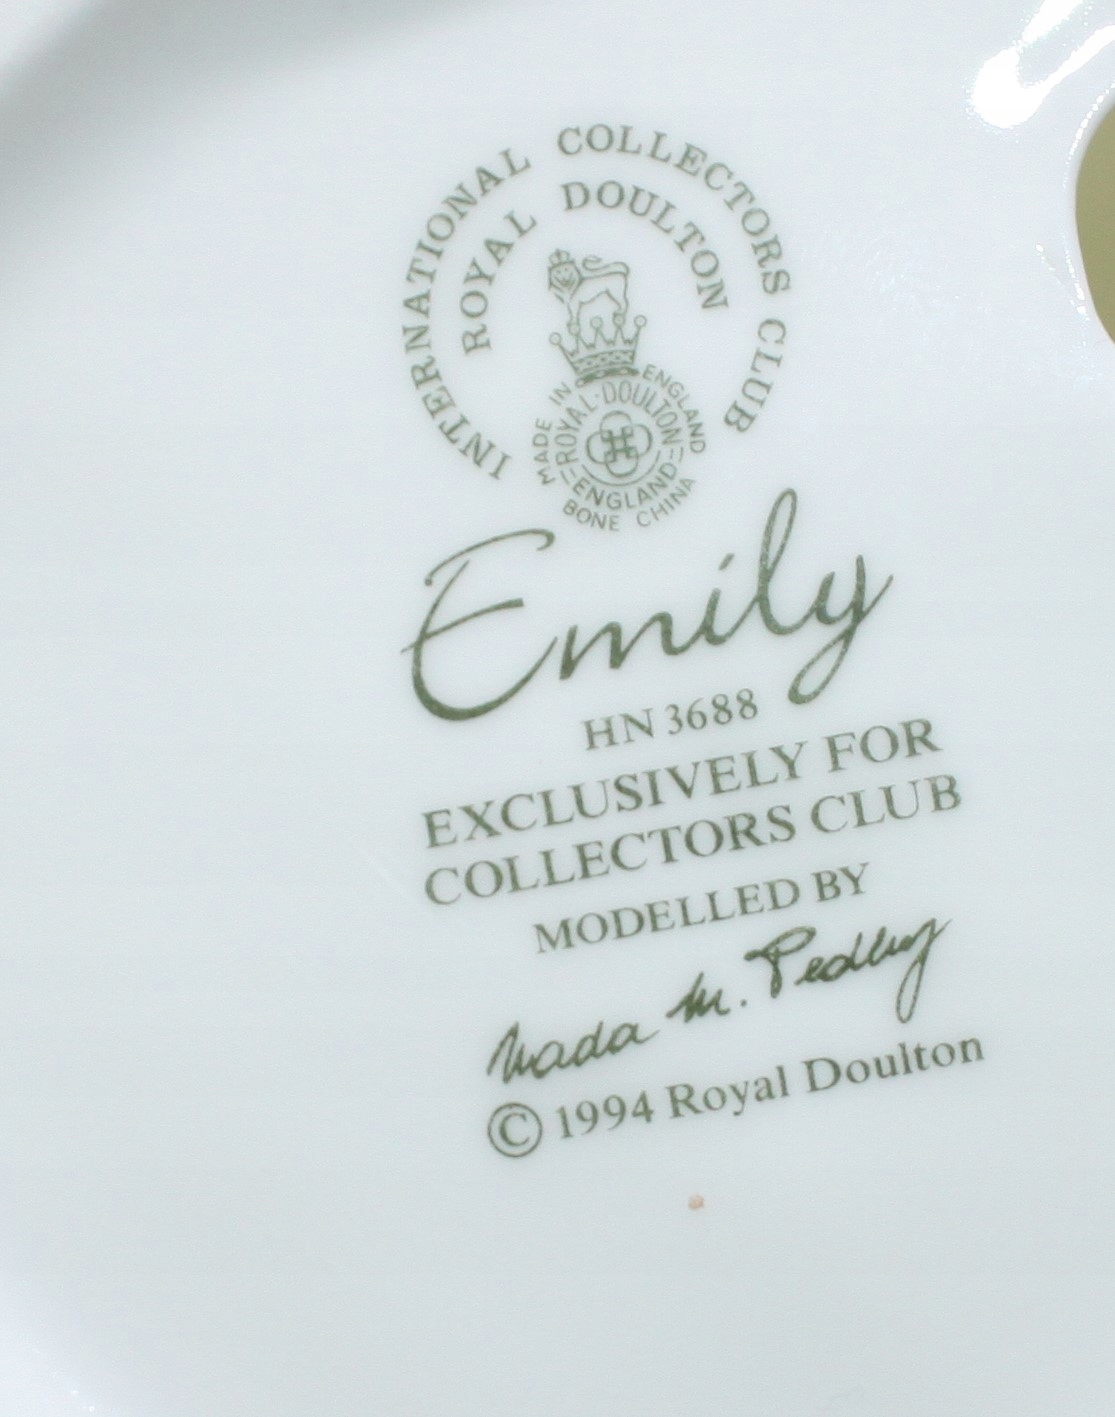 INTERNATIONAL COLLECTORS CLUB
ROYAL DOULTON
MADE IN ENGLAND
ROYAL·DOULTON
ENGLAND
BONE CHINA
Emily
HN 3688
EXCLUSIVELY FOR
COLLECTORS CLUB
MODELLED BY
Nada M. Pedley
© 1994 Royal Doulton